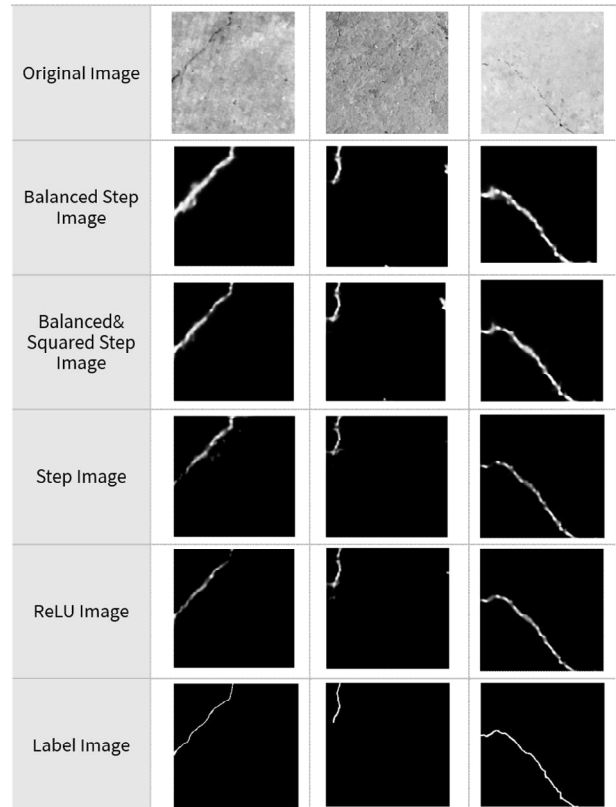 Original Image
Balanced Step
Image
Balanced&
Squared Step
Image
Step Image
ReLU Image
Label Image